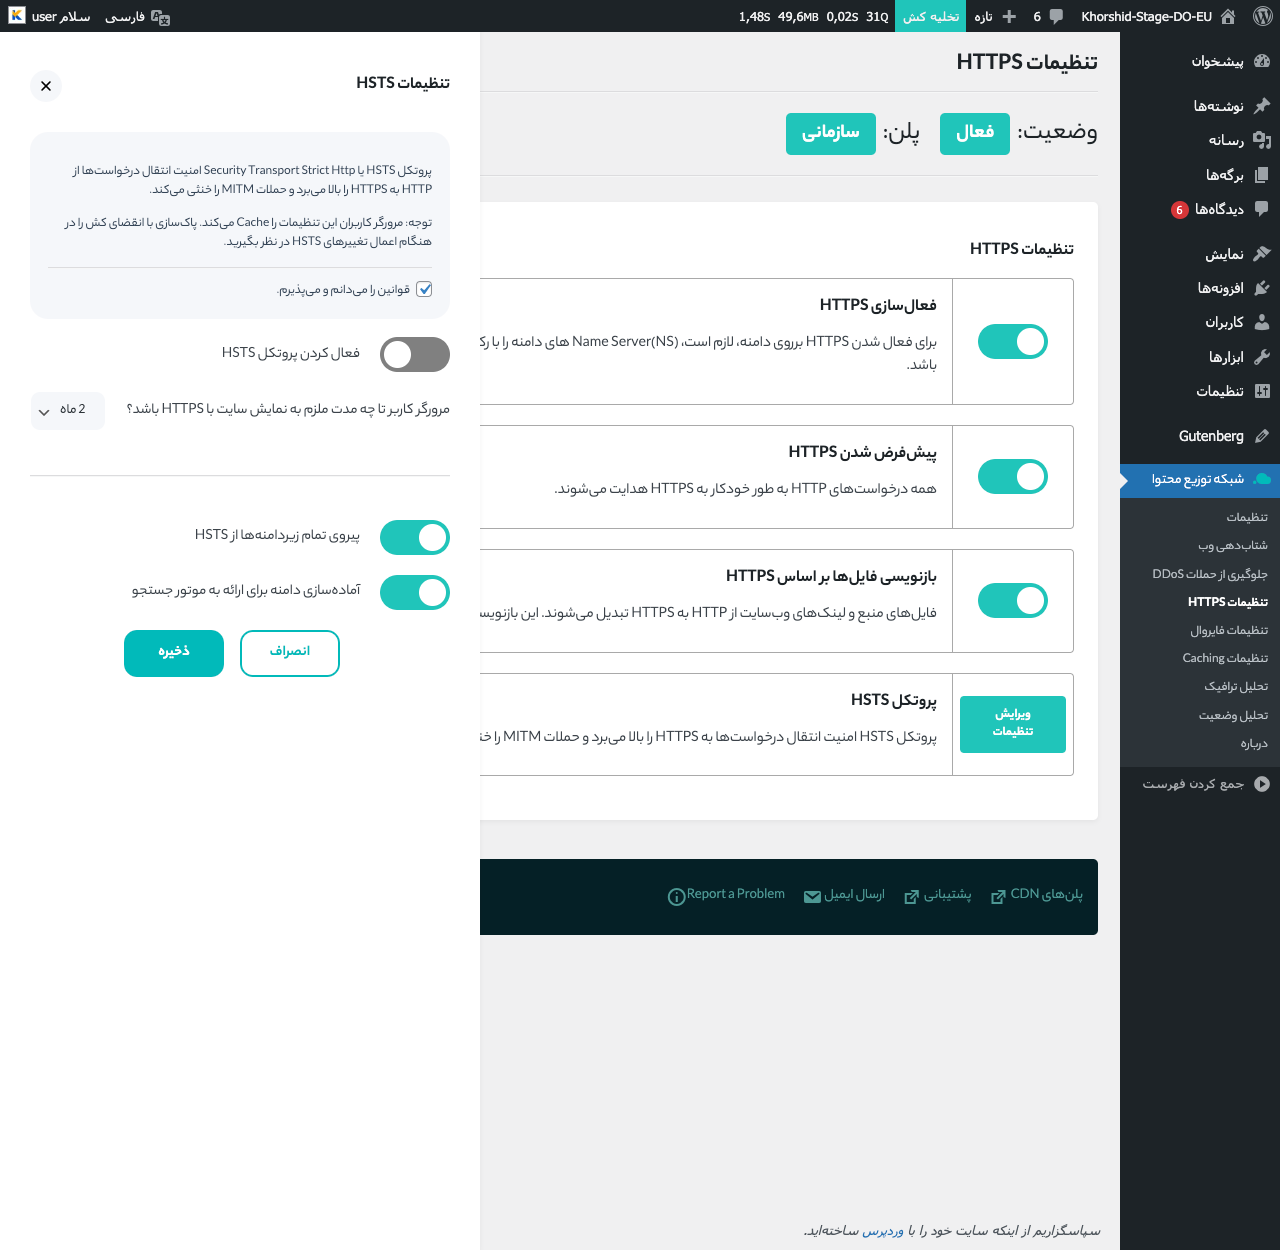 Khorshid-Stage-DO-EU
6
تازه
تخلیه کش
1,48S 49,6MB 0,02S 31Q
فارسی
سلام user
پیشخوان
نوشته‌ها
رسانه
برگه‌ها
دیدگاه‌ها 6
نمایش
افزونه‌ها
کاربران
ابزارها
تنظیمات
Gutenberg
شبکه توزیع محتوا
تنظیمات
شتاب‌دهی وب
جلوگیری از حملات DDoS
تنظیمات HTTPS
تنظیمات فایروال
تنظیمات Caching
تحلیل ترافیک
تحلیل وضعیت
درباره
جمع کردن فهرست
تنظیمات HTTPS
وضعیت: فعال پلن: سازمانی
تنظیمات HTTPS
فعال‌سازی HTTPS
برای فعال شدن HTTPS برروی دامنه، لازم است، Name Server(NS) های دامنه را با
باشد.
پیش‌فرض شدن HTTPS
همه درخواست‌های HTTP به طور خودکار به HTTPS هدایت می‌شوند.
بازنویسی فایل‌ها بر اساس HTTPS
فایل‌های منبع و لینک‌های وب‌سایت از HTTP به HTTPS تبدیل می‌شوند. این بازنویسی
ویرایش
تنظیمات
پروتکل HSTS
پروتکل HSTS امنیت انتقال درخواست‌ها به HTTPS را بالا می‌برد و حملات MITM را
پلن‌های CDN
پشتیبانی
ارسال ایمیل
Report a Problem
سپاسگزاریم از اینکه سایت خود را با وردپرس ساخته‌اید.
تنظیمات HSTS
پروتکل HSTS یا Security Transport Strict Http امنیت انتقال درخواست‌ها از
HTTP به HTTPS را بالا می‌برد و حملات MITM را خنثی می‌کند.
توجه: مرورگر کاربران این تنظیمات را Cache می‌کند. پاک‌سازی با انقضای کش را در
هنگام اعمال تغییرهای HSTS در نظر بگیرید.
قوانین را می‌دانم و می‌پذیرم.
فعال کردن پروتکل HSTS
مرورگر کاربر تا چه مدت ملزم به نمایش سایت با HTTPS باشد؟
2 ماه
پیروی تمام زیردامنه‌ها از HSTS
آماده‌سازی دامنه برای ارائه به موتور جستجو
انصراف
ذخیره